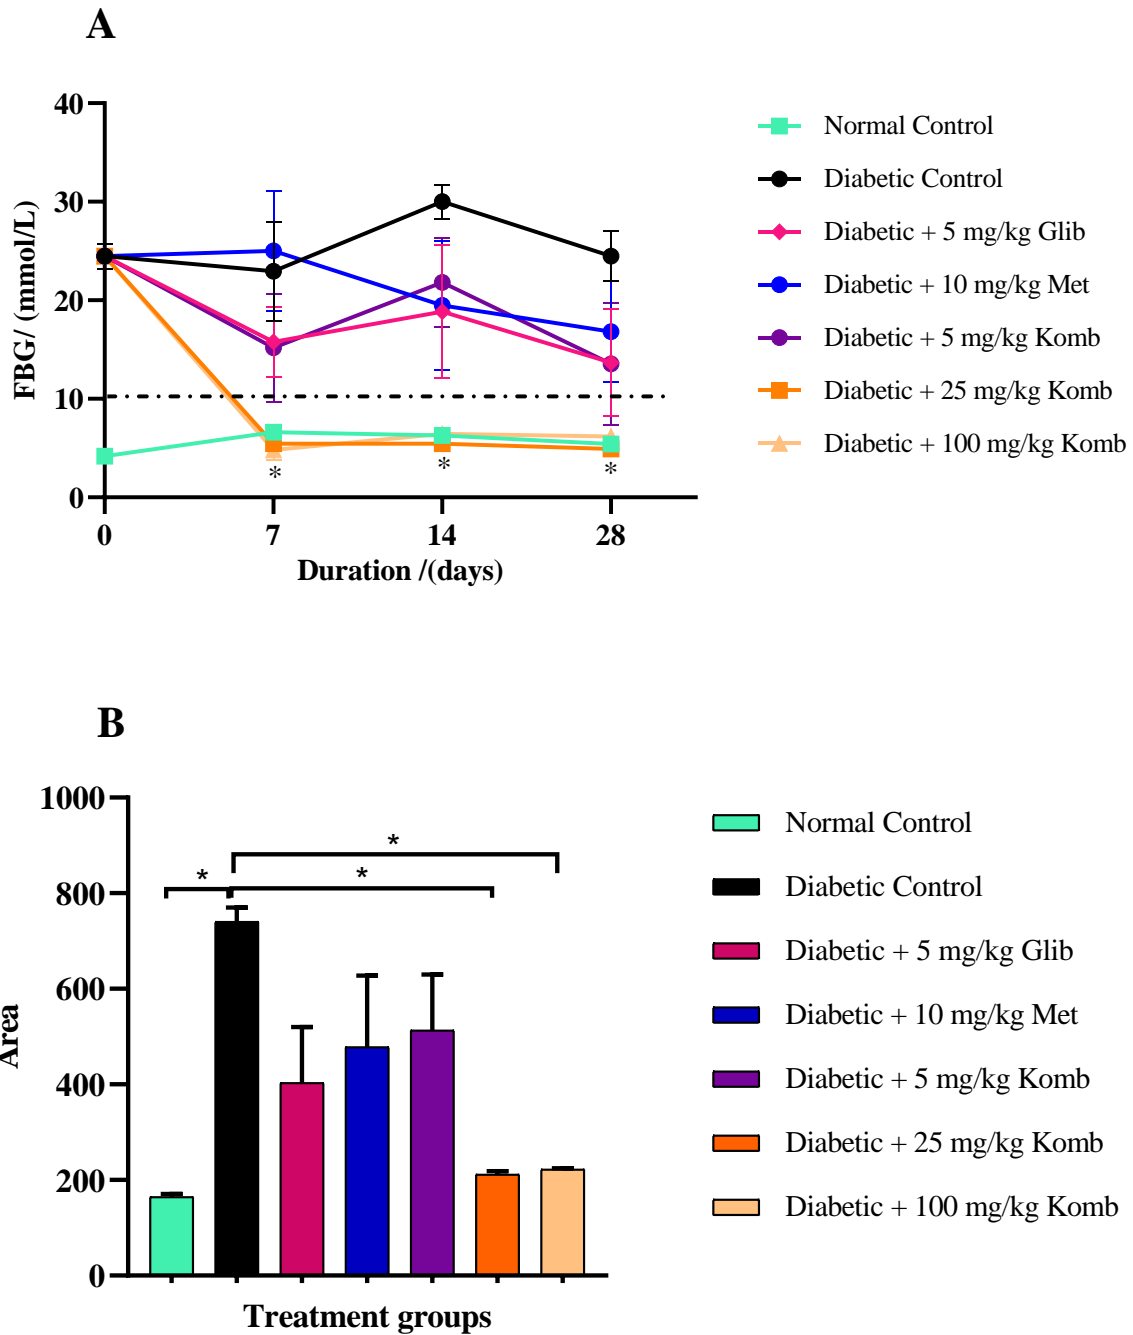 A
40
30
20
10
0
FBG/ (mmol/L)
0 7 14 28
* * *
Duration /(days)
Normal Control
Diabetic Control
Diabetic + 5 mg/kg Glib
Diabetic + 10 mg/kg Met
Diabetic + 5 mg/kg Komb
Diabetic + 25 mg/kg Komb
Diabetic + 100 mg/kg Komb
B
1000
800
600
400
200
0
Area
*
* *
Treatment groups
Normal Control
Diabetic Control
Diabetic + 5 mg/kg Glib
Diabetic + 10 mg/kg Met
Diabetic + 5 mg/kg Komb
Diabetic + 25 mg/kg Komb
Diabetic + 100 mg/kg Komb